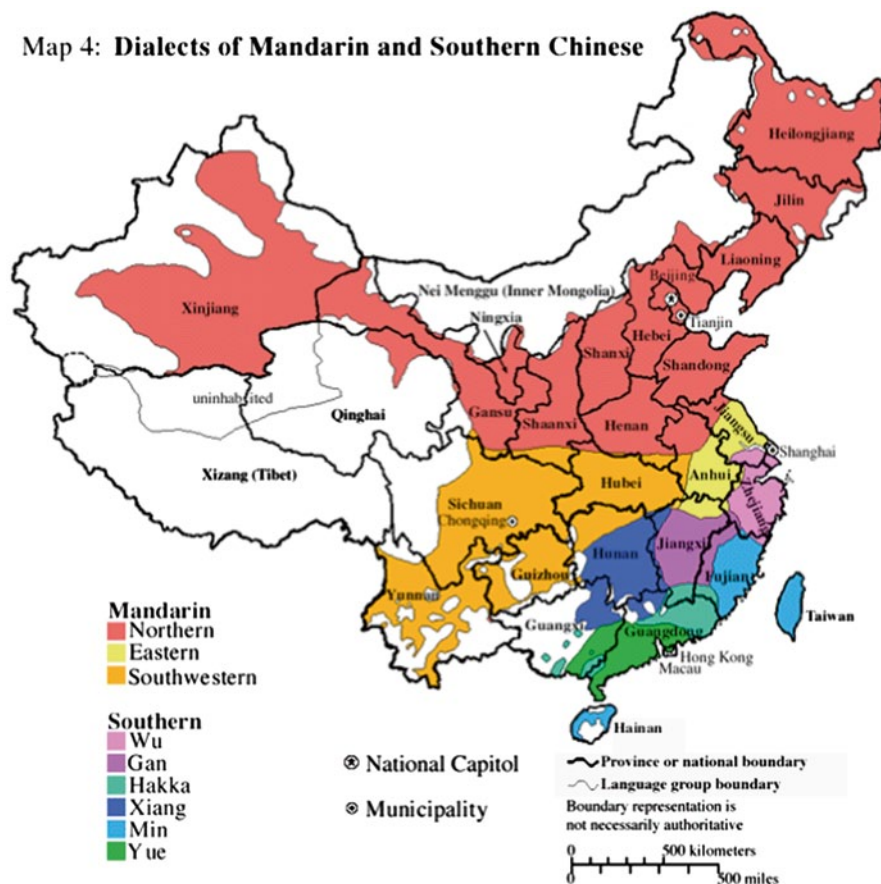 Map 4: Dialects of Mandarin and Southern Chinese
Heilongjiang
Jilin
Liaoning
Nei Menggu (Inner Mongolia)
Beijing
Ningxia
Tianjin
Xinjiang
Hebei
Shanxi
Shandong
uninhabited
Qinghai
Gansu
Shaanxi
Henan
Jiangsu
Shanghai
Xizang (Tibet)
Anhui
Hubei
Zhejiang
Sichuan
Chongqing
Hunan
Jiangxi
Guizhou
Fujian
Yunnan
Taiwan
Guangxi
Guangdong
Hong Kong
Macau
Hainan
Mandarin
Northern
Eastern
Southwestern
Southern
Wu
Gan
Hakka
Xiang
Min
Yue
National Capitol
Municipality
Province or national boundary
Language group boundary
Boundary representation is
not necessarily authoritative
0 500 kilometers
0 500 miles